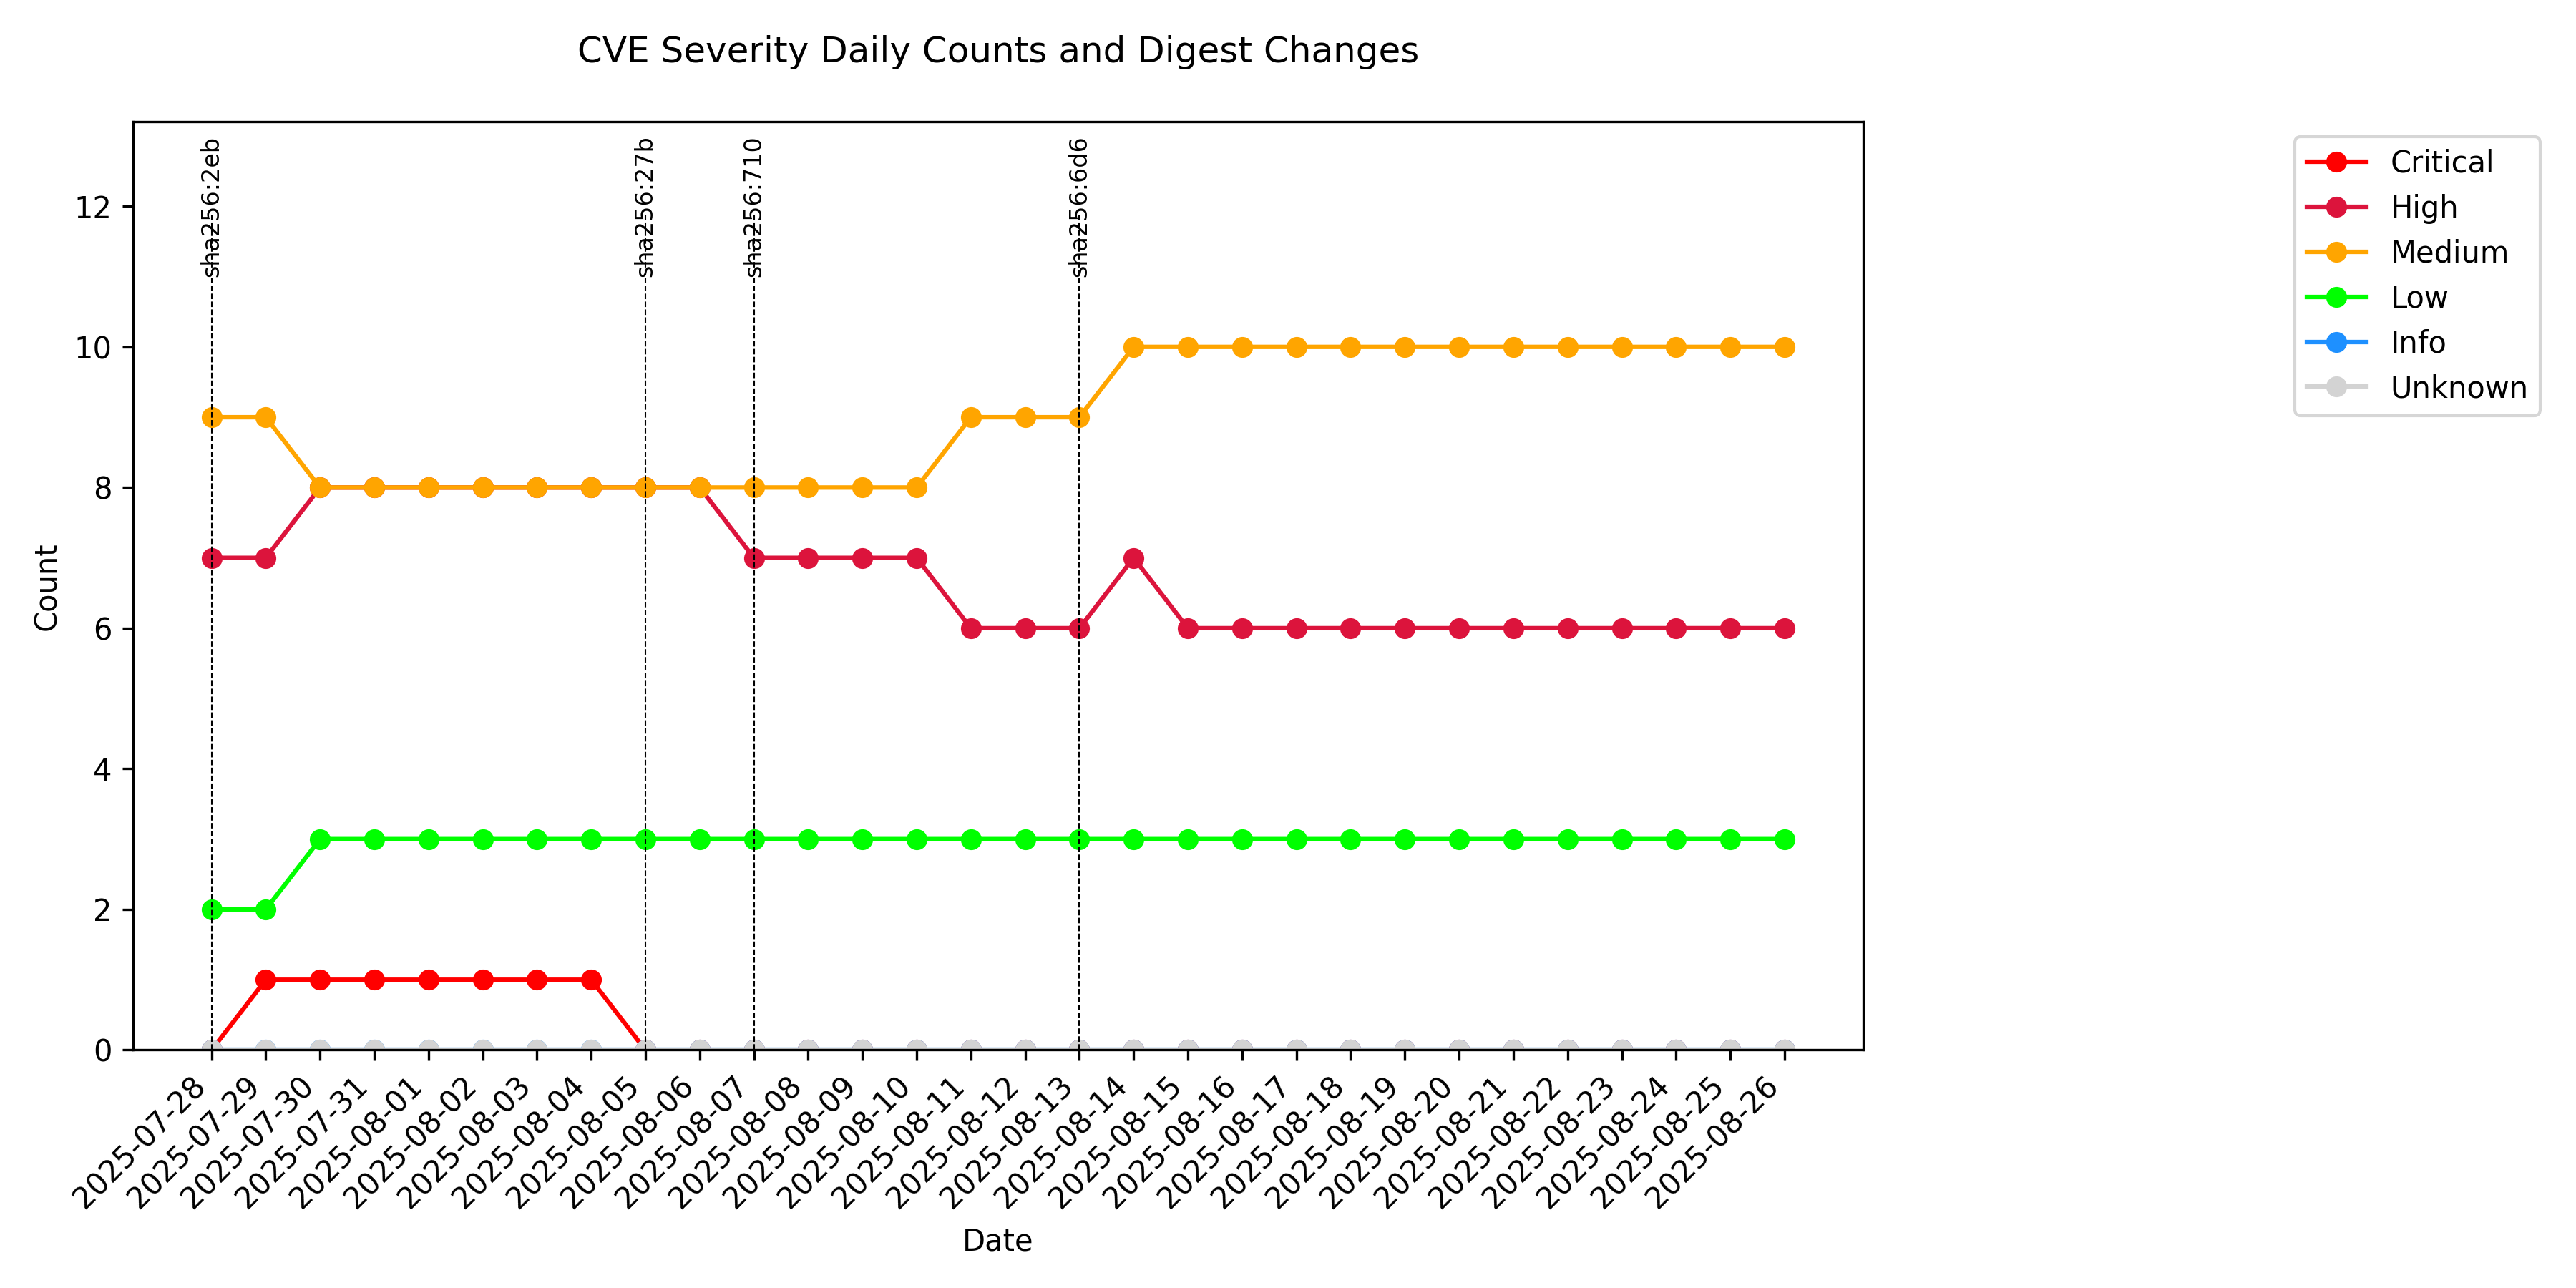 CVE Severity Daily Counts and Digest Changes
sha256:2eb
sha256:27b
sha256:710
sha256:6d6
Critical
High
Medium
Low
Info
Unknown
Count
12
10
8
6
4
2
0
2025-07-28
2025-07-29
2025-07-30
2025-07-31
2025-08-01
2025-08-02
2025-08-03
2025-08-04
2025-08-05
2025-08-06
2025-08-07
2025-08-08
2025-08-09
2025-08-10
2025-08-11
2025-08-12
2025-08-13
2025-08-14
2025-08-15
2025-08-16
2025-08-17
2025-08-18
2025-08-19
2025-08-20
2025-08-21
2025-08-22
2025-08-23
2025-08-24
2025-08-25
2025-08-26
Date